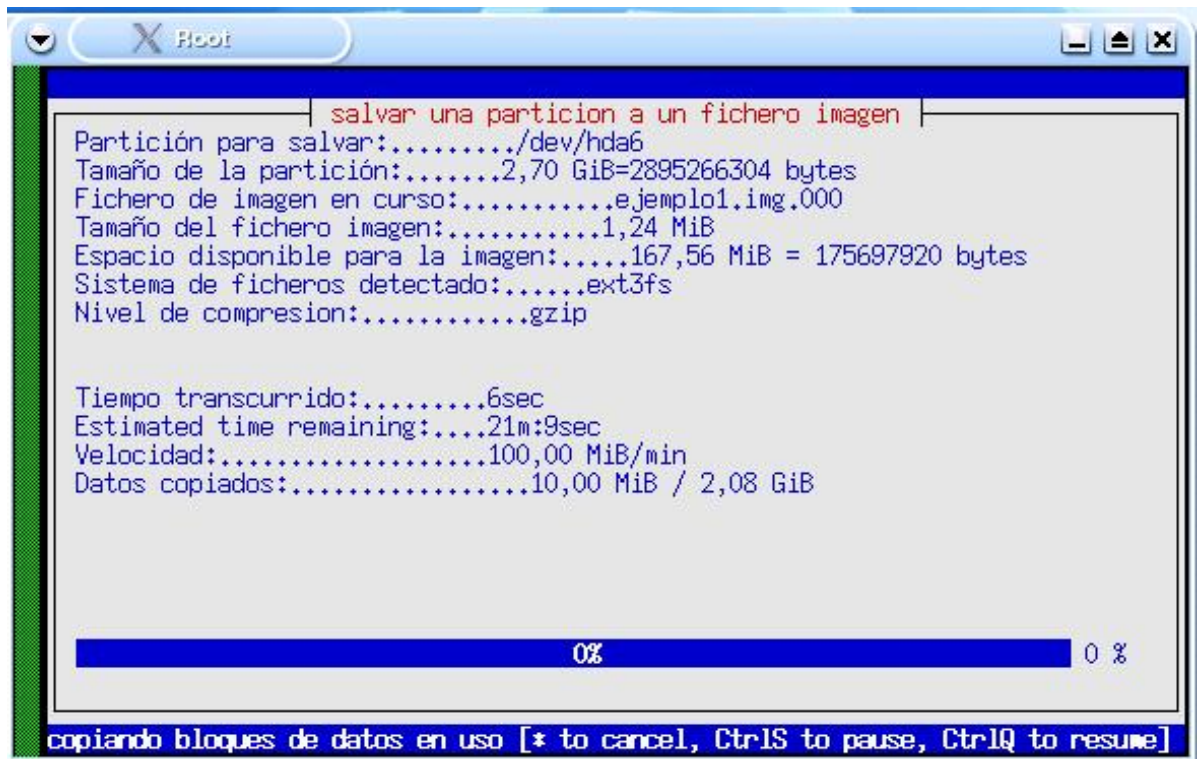 Root
salvar una particion a un fichero imagen
Partición para salvar:........./dev/hda6
Tamaño de la partición:.......2,70 GiB=2895266304 bytes
Fichero de imagen en curso:...........ejemplo1.img.000
Tamaño del fichero imagen:...........1,24 MiB
Espacio disponible para la imagen:.....167,56 MiB = 175697920 bytes
Sistema de ficheros detectado:......ext3fs
Nivel de compresion:............gzip
Tiempo transcurrido:.........6sec
Estimated time remaining:....21m:9sec
Velocidad:...................100,00 MiB/min
Datos copiados:.................10,00 MiB / 2,08 GiB
0% 0 %
copiando bloques de datos en uso [* to cancel, CtrlS to pause, CtrlQ to resume]